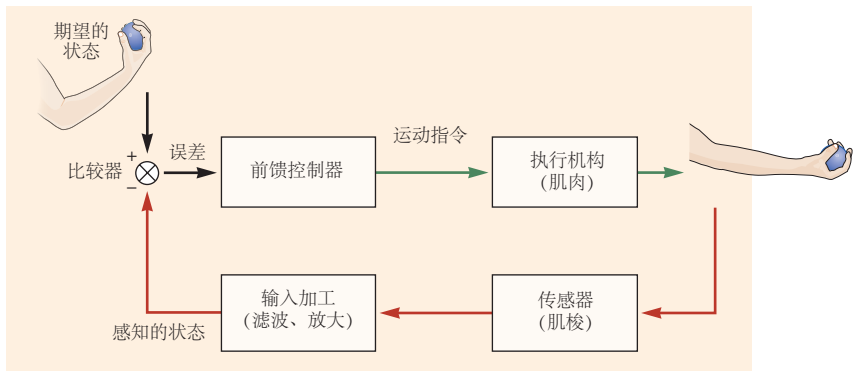 期望的
状态
+
比较器
−
误差
前馈控制器
运动指令
执行机构
(肌肉)
感知的状态
输入加工
(滤波、放大)
传感器
(肌梭)